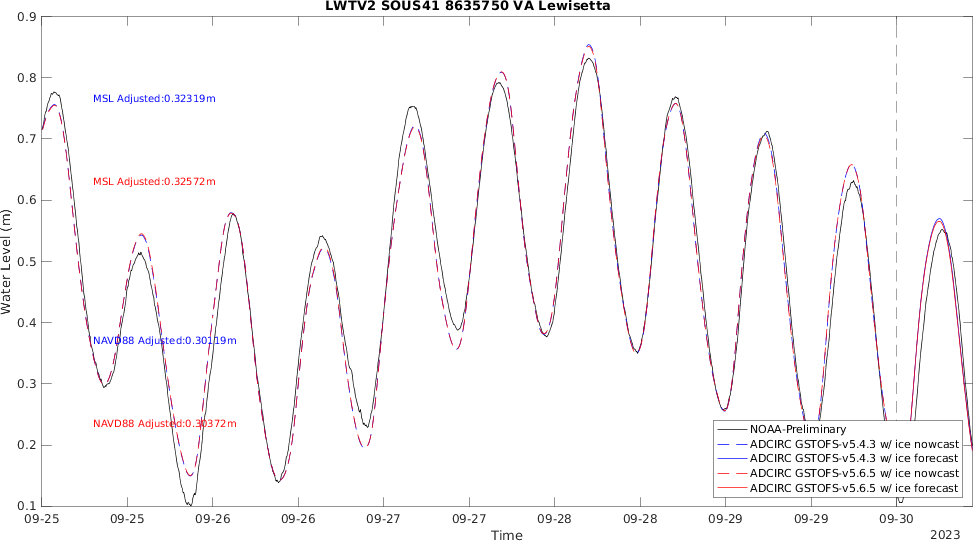 LWTV2 SOUS41 8635750 VA Lewisetta
0.9
0.8
0.7
0.6
0.5
0.4
0.3
0.2
0.1
Water Level (m)
MSL Adjusted:0.32319m
MSL Adjusted:0.32572m
NAVD88 Adjusted:0.30119m
NAVD88 Adjusted:0.30372m
NOAA-Preliminary
ADCIRC GSTOFS-v5.4.3 w/ ice nowcast
ADCIRC GSTOFS-v5.4.3 w/ ice forecast
ADCIRC GSTOFS-v5.6.5 w/ ice nowcast
ADCIRC GSTOFS-v5.6.5 w/ ice forecast
09-25 09-25 09-26 09-26 09-27 09-27 09-28 09-28 09-29 09-29 09-30
Time
2023